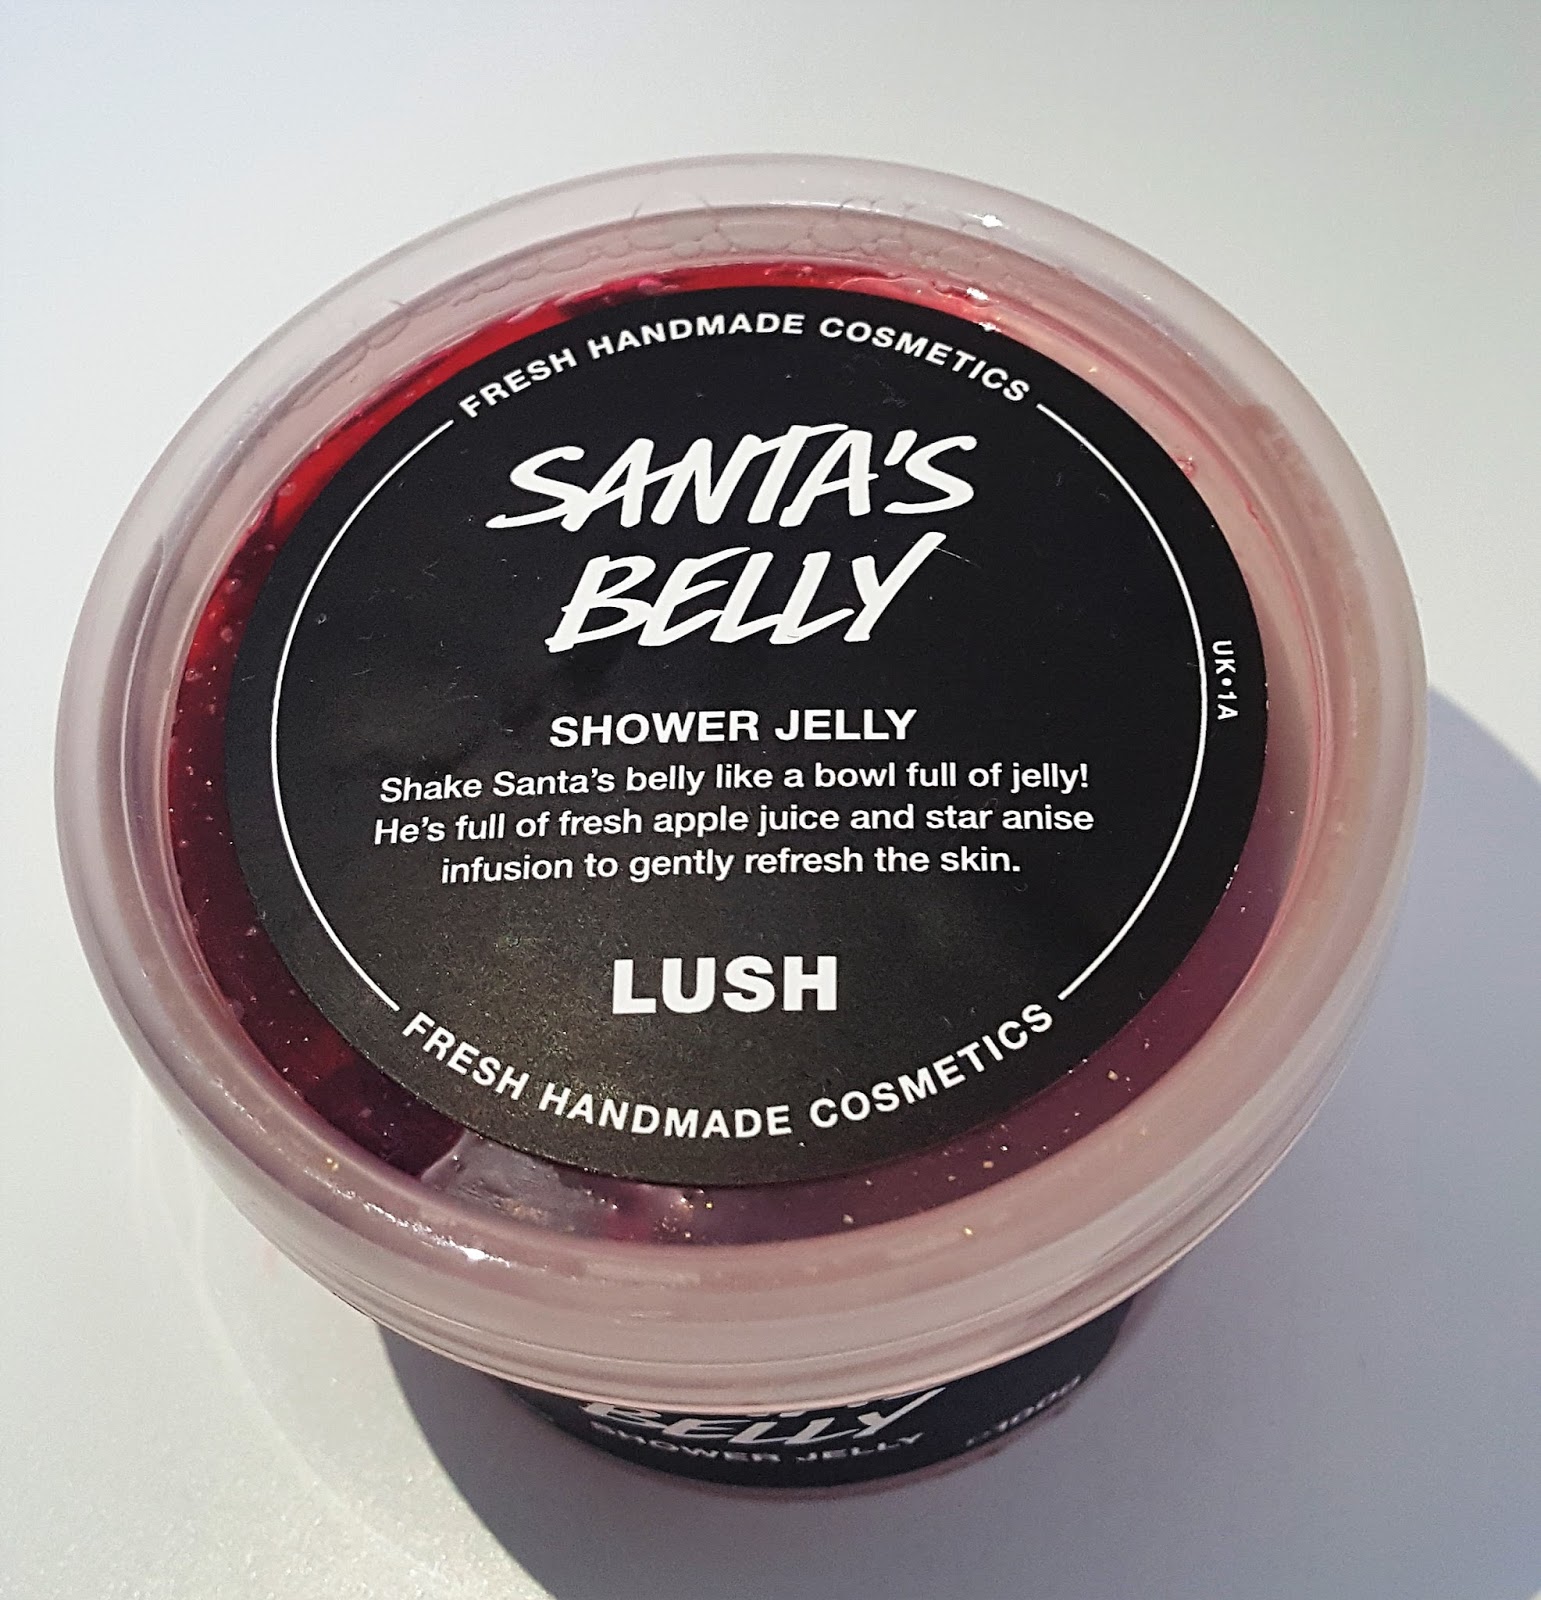 FRESH HANDMADE COSMETICS
SANTA'S
BELLY
SHOWER JELLY
Shake Santa's belly like a bowl full of jelly!
He's full of fresh apple juice and star anise
infusion to gently refresh the skin.
LUSH
FRESH HANDMADE COSMETICS
UK•1A
BELLY
SHOWER JELLY
100g